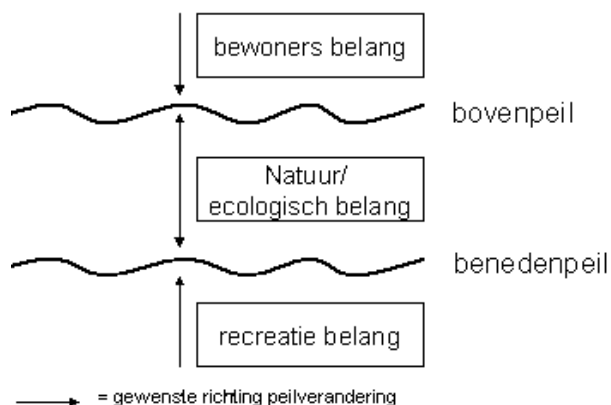 bewoners belang
bovenpeil
Natuur/
ecologisch belang
benedenpeil
recreatie belang
= gewenste richting peilverandering